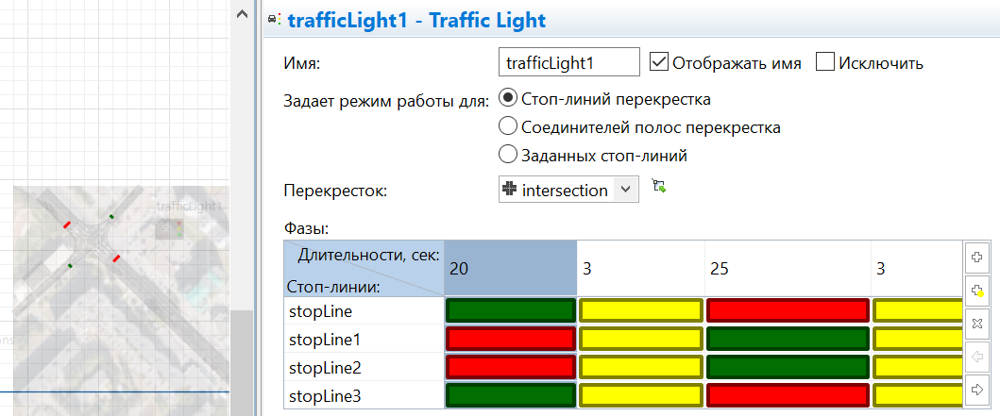 trafficLight1 - Traffic Light
Имя: trafficLight1 Отображать имя Исключить
Задает режим работы для: Стоп-линий перекрестка
Соединителей полос перекрестка
Заданных стоп-линий
Перекресток: intersection
trafficLight1
Фазы:
Длительности, сек: 20 3 25 3
Стоп-линии:
stopLine
stopLine1
stopLine2
stopLine3